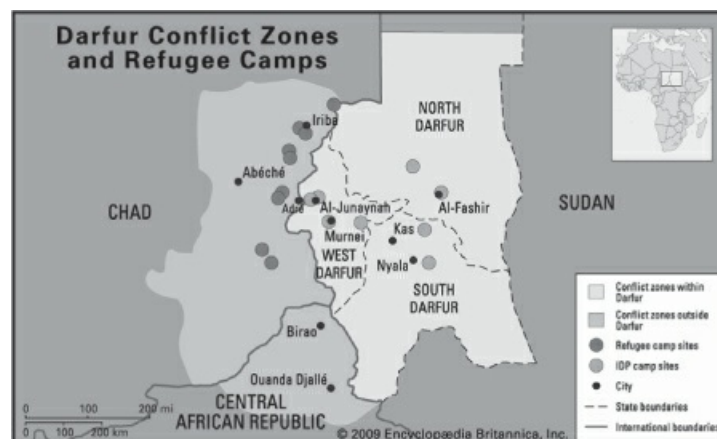 Darfur Conflict Zones
and Refugee Camps
NORTH
DARFUR
Iriba
Abéché
CHAD
Adré
Al-Junaynah
Al-Fashir
SUDAN
Murnei
Kas
WEST
DARFUR
Nyala
SOUTH
DARFUR
Birao
Ouanda Djallé
CENTRAL
AFRICAN REPUBLIC
Conflict zones within
Darfur
Conflict zones outside
Darfur
Refugee camp sites
IDP camp sites
City
State boundaries
International boundaries
0 100 200 mi
0 100 200 km
© 2009 Encyclopædia Britannica, Inc.